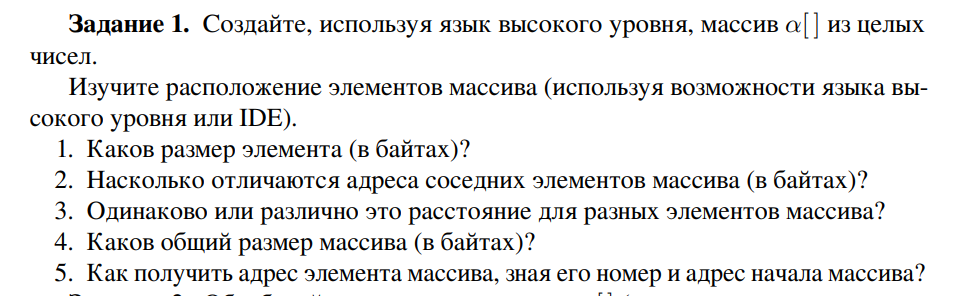 Задание 1. Создайте, используя язык высокого уровня, массив α[] из целых
чисел.
Изучите расположение элементов массива (используя возможности языка вы-
сокого уровня или IDE).
1. Каков размер элемента (в байтах)?
2. Насколько отличаются адреса соседних элементов массива (в байтах)?
3. Одинаково или различно это расстояние для разных элементов массива?
4. Каков общий размер массива (в байтах)?
5. Как получить адрес элемента массива, зная его номер и адрес начала массива?